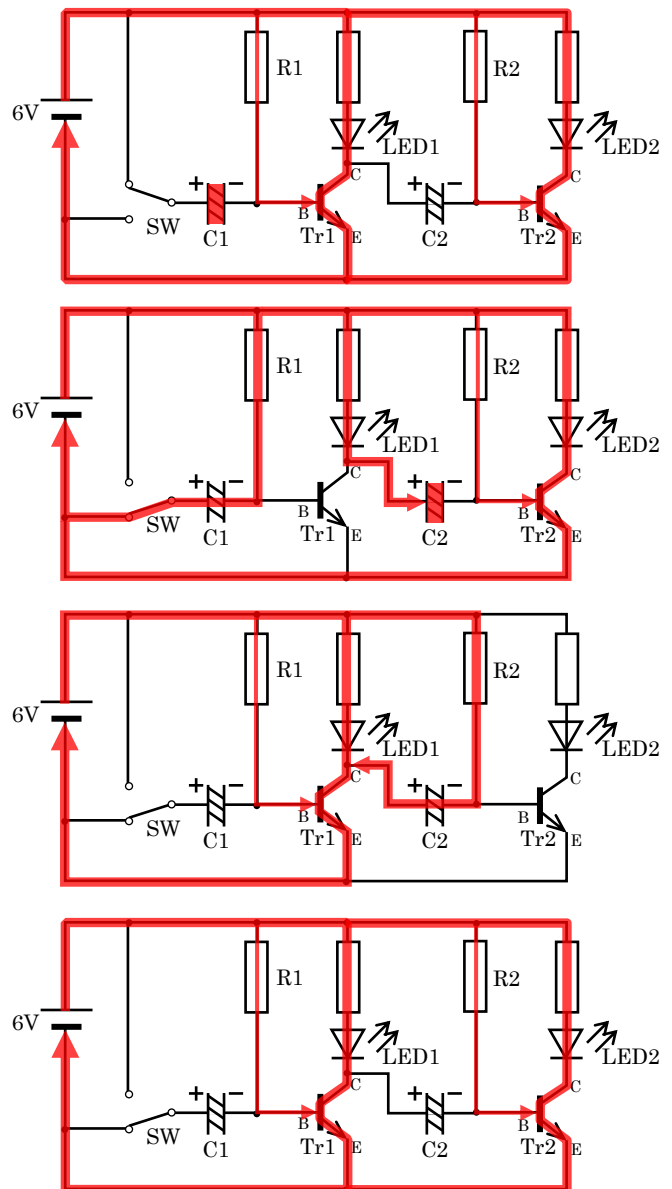 R1
R2
6V
+ −
+ −
LED1
LED2
C
C
SW
C1
B
Tr1
E
C2
B
Tr2
E
R1
R2
6V
+ −
+ −
LED1
LED2
C
C
SW
C1
B
Tr1
E
C2
B
Tr2
E
R1
R2
6V
+ −
+ −
LED1
LED2
C
C
SW
C1
B
Tr1
E
C2
B
Tr2
E
R1
R2
6V
+ −
+ −
LED1
LED2
C
C
SW
C1
B
Tr1
E
C2
B
Tr2
E